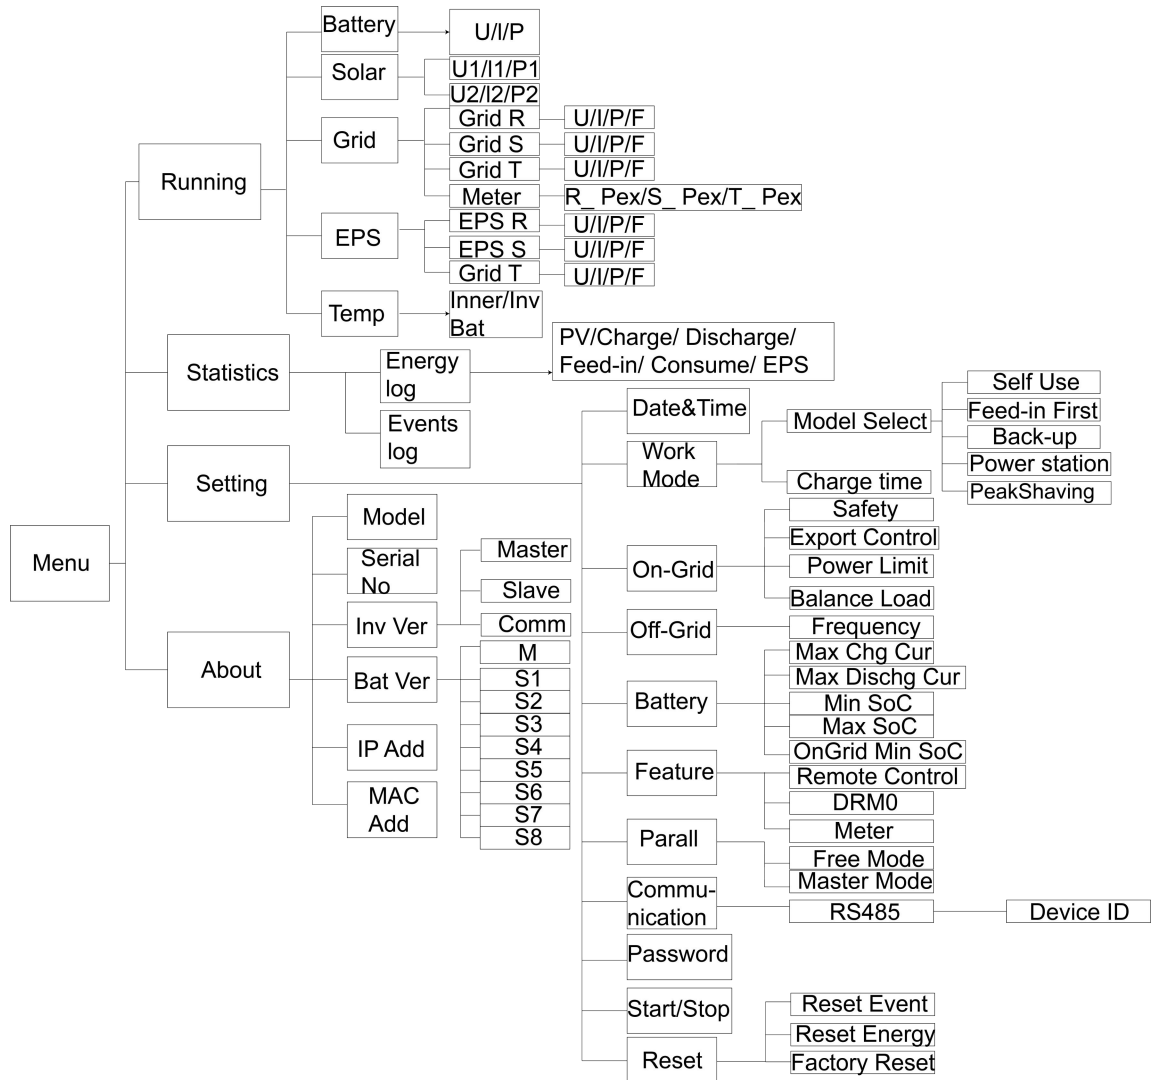 Menu
Running
Battery
U/I/P
Solar
U1/I1/P1
U2/I2/P2
Grid
Grid R
U/I/P/F
Grid S
U/I/P/F
Grid T
U/I/P/F
Meter
R_ Pex/S_ Pex/T_ Pex
EPS
EPS R
U/I/P/F
EPS S
U/I/P/F
Grid T
U/I/P/F
Temp
Inner/Inv
Bat
Statistics
Energy
log
PV/Charge/ Discharge/
Feed-in/ Consume/ EPS
Events
log
Setting
Date&Time
Work
Mode
Model Select
Self Use
Feed-in First
Back-up
Power station
PeakShaving
Charge time
On-Grid
Safety
Export Control
Power Limit
Balance Load
Off-Grid
Frequency
Battery
Max Chg Cur
Max Dischg Cur
Min SoC
Max SoC
OnGrid Min SoC
Feature
Remote Control
DRM0
Meter
Parall
Free Mode
Master Mode
Commu-
nication
RS485
Device ID
Password
Start/Stop
Reset
Reset Event
Reset Energy
Factory Reset
About
Model
Serial
No
Inv Ver
Master
Slave
Comm
Bat Ver
M
S1
S2
S3
S4
S5
S6
S7
S8
IP Add
MAC
Add